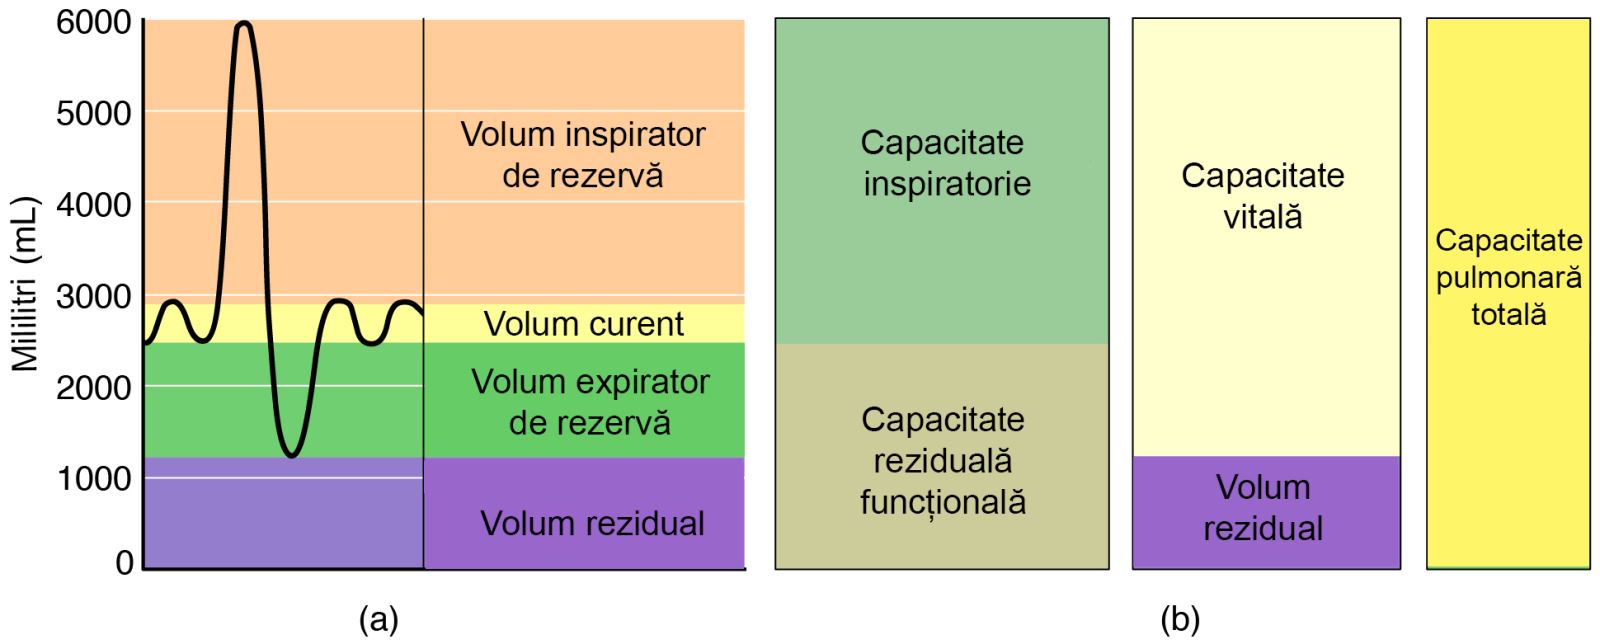 6000
5000
4000
3000
2000
1000
0
Mililitri (mL)
Volum inspirator
de rezervă
Volum curent
Volum expirator
de rezervă
Volum rezidual
(a)
Capacitate
inspiratorie
Capacitate
reziduală
funcțională
Capacitate
vitală
Volum
rezidual
Capacitate
pulmonară
totală
(b)